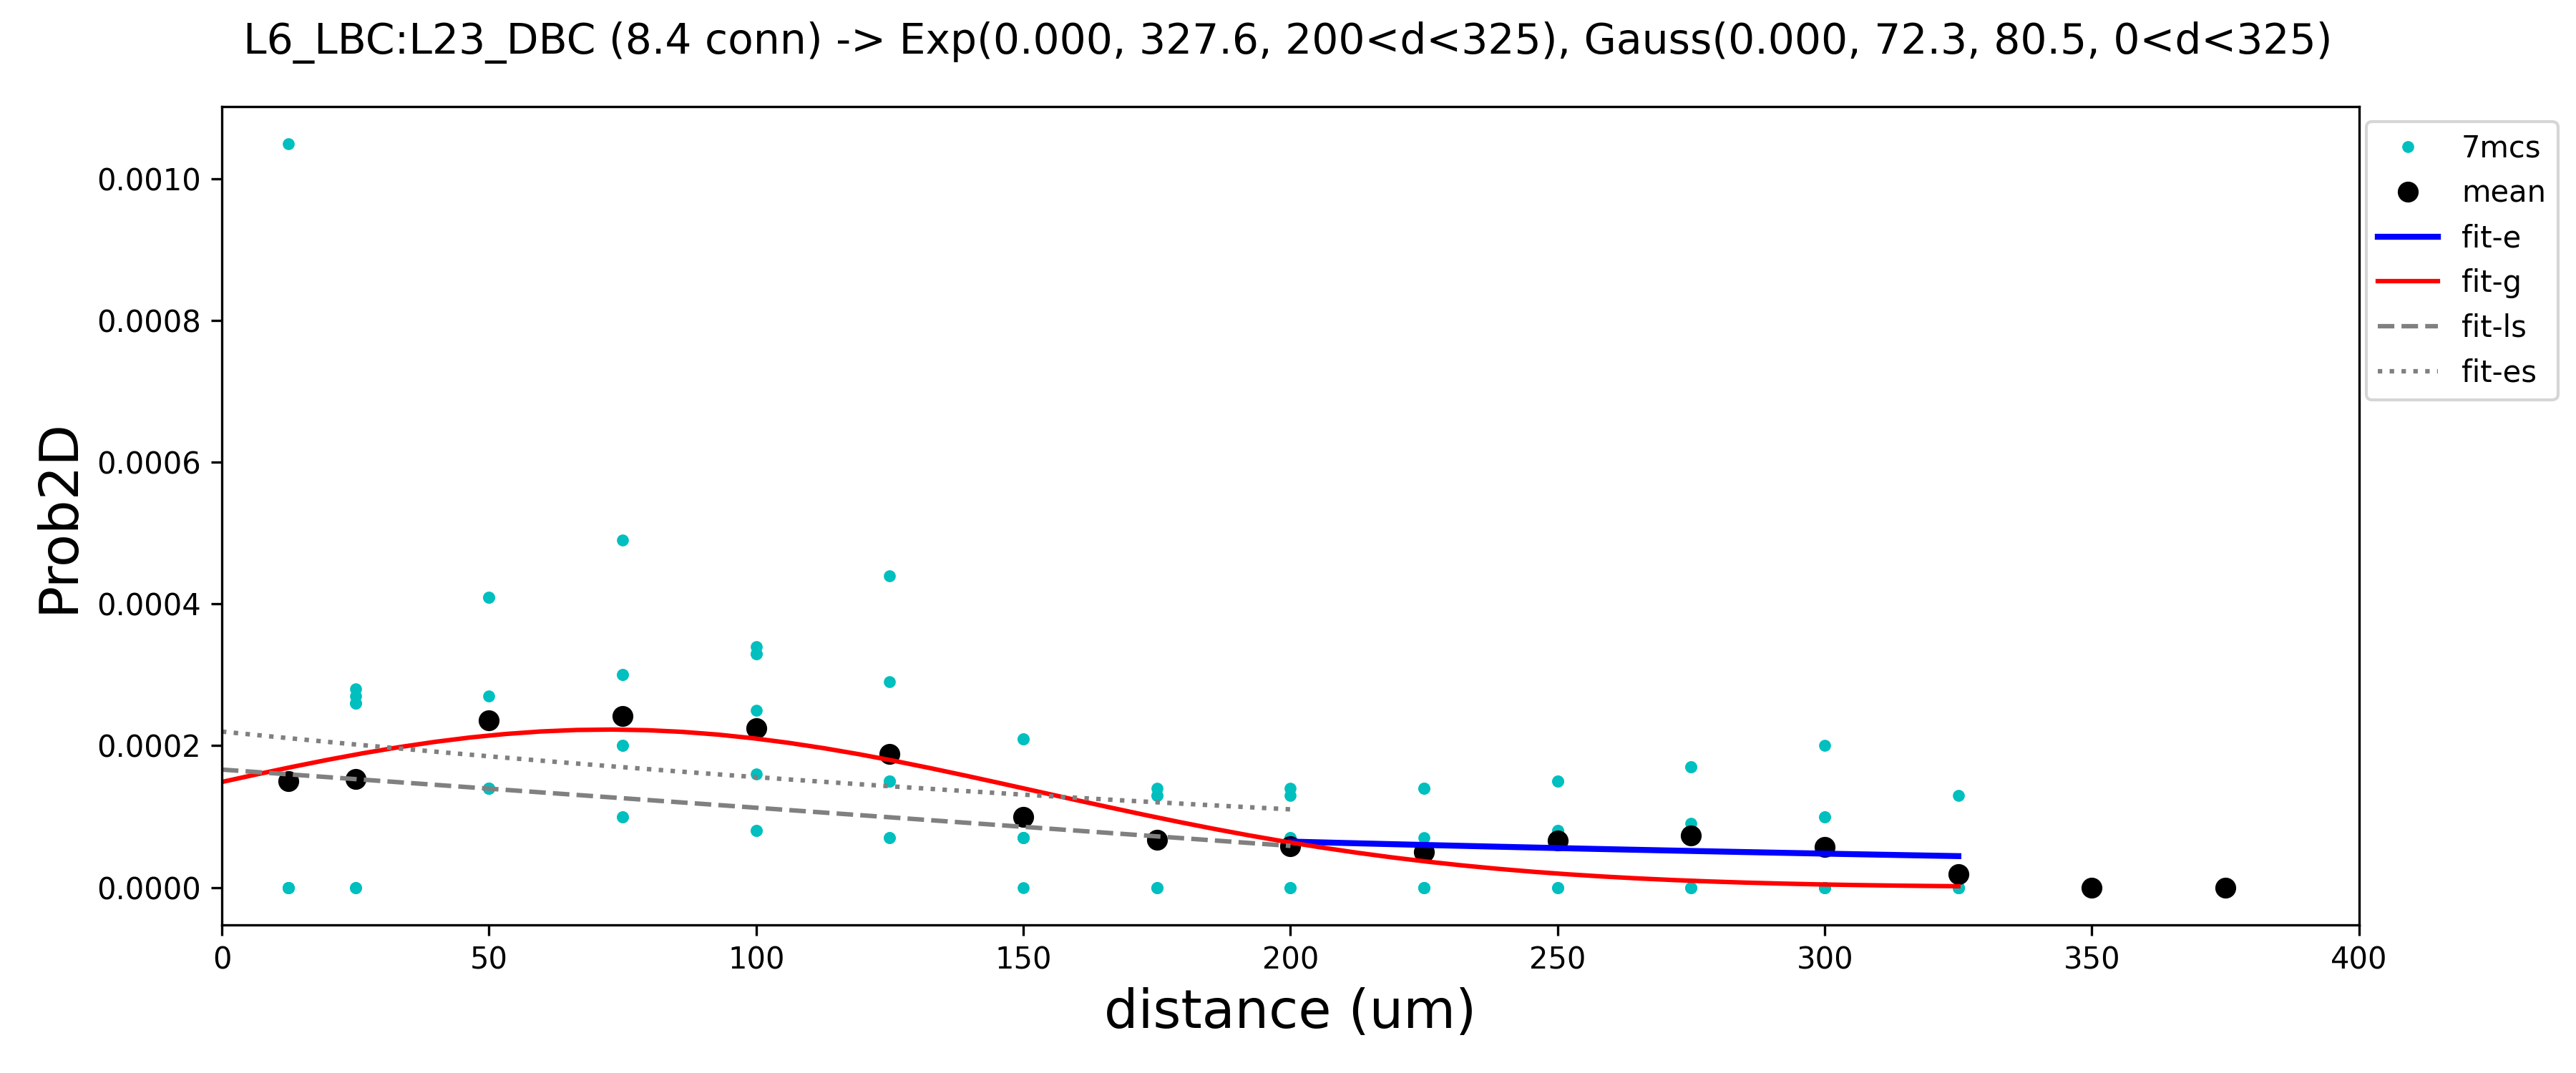 L6_LBC:L23_DBC (8.4 conn) -> Exp(0.000, 327.6, 200<d<325), Gauss(0.000, 72.3, 80.5, 0<d<325)
7mcs
mean
fit-e
fit-g
fit-ls
fit-es
Prob2D
0.0010
0.0008
0.0006
0.0004
0.0002
0.0000
0 50 100 150 200 250 300 350 400
distance (um)